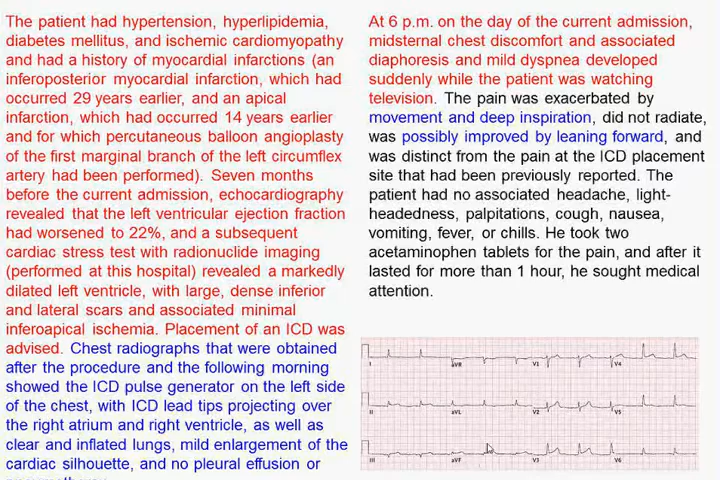 The patient had hypertension, hyperlipidemia,
diabetes mellitus, and ischemic cardiomyopathy
and had a history of myocardial infarctions (an
inferoposterior myocardial infarction, which had
occurred 29 years earlier, and an apical
infarction, which had occurred 14 years earlier
and for which percutaneous balloon angioplasty
of the first marginal branch of the left circumflex
artery had been performed). Seven months
before the current admission, echocardiography
revealed that the left ventricular ejection fraction
had worsened to 22%, and a subsequent
cardiac stress test with radionuclide imaging
(performed at this hospital) revealed a markedly
dilated left ventricle, with large, dense inferior
and lateral scars and associated minimal
inferoapical ischemia. Placement of an ICD was
advised. Chest radiographs that were obtained
after the procedure and the following morning
showed the ICD pulse generator on the left side
of the chest, with ICD lead tips projecting over
the right atrium and right ventricle, as well as
clear and inflated lungs, mild enlargement of the
cardiac silhouette, and no pleural effusion or
At 6 p.m. on the day of the current admission,
midsternal chest discomfort and associated
diaphoresis and mild dyspnea developed
suddenly while the patient was watching
television. The pain was exacerbated by
movement and deep inspiration, did not radiate,
was possibly improved by leaning forward, and
was distinct from the pain at the ICD placement
site that had been previously reported. The
patient had no associated headache, light-
headedness, palpitations, cough, nausea,
vomiting, fever, or chills. He took two
acetaminophen tablets for the pain, and after it
lasted for more than 1 hour, he sought medical
attention.
I aVR V1 V4
II aVL V2 V5
III aVF V3 V6